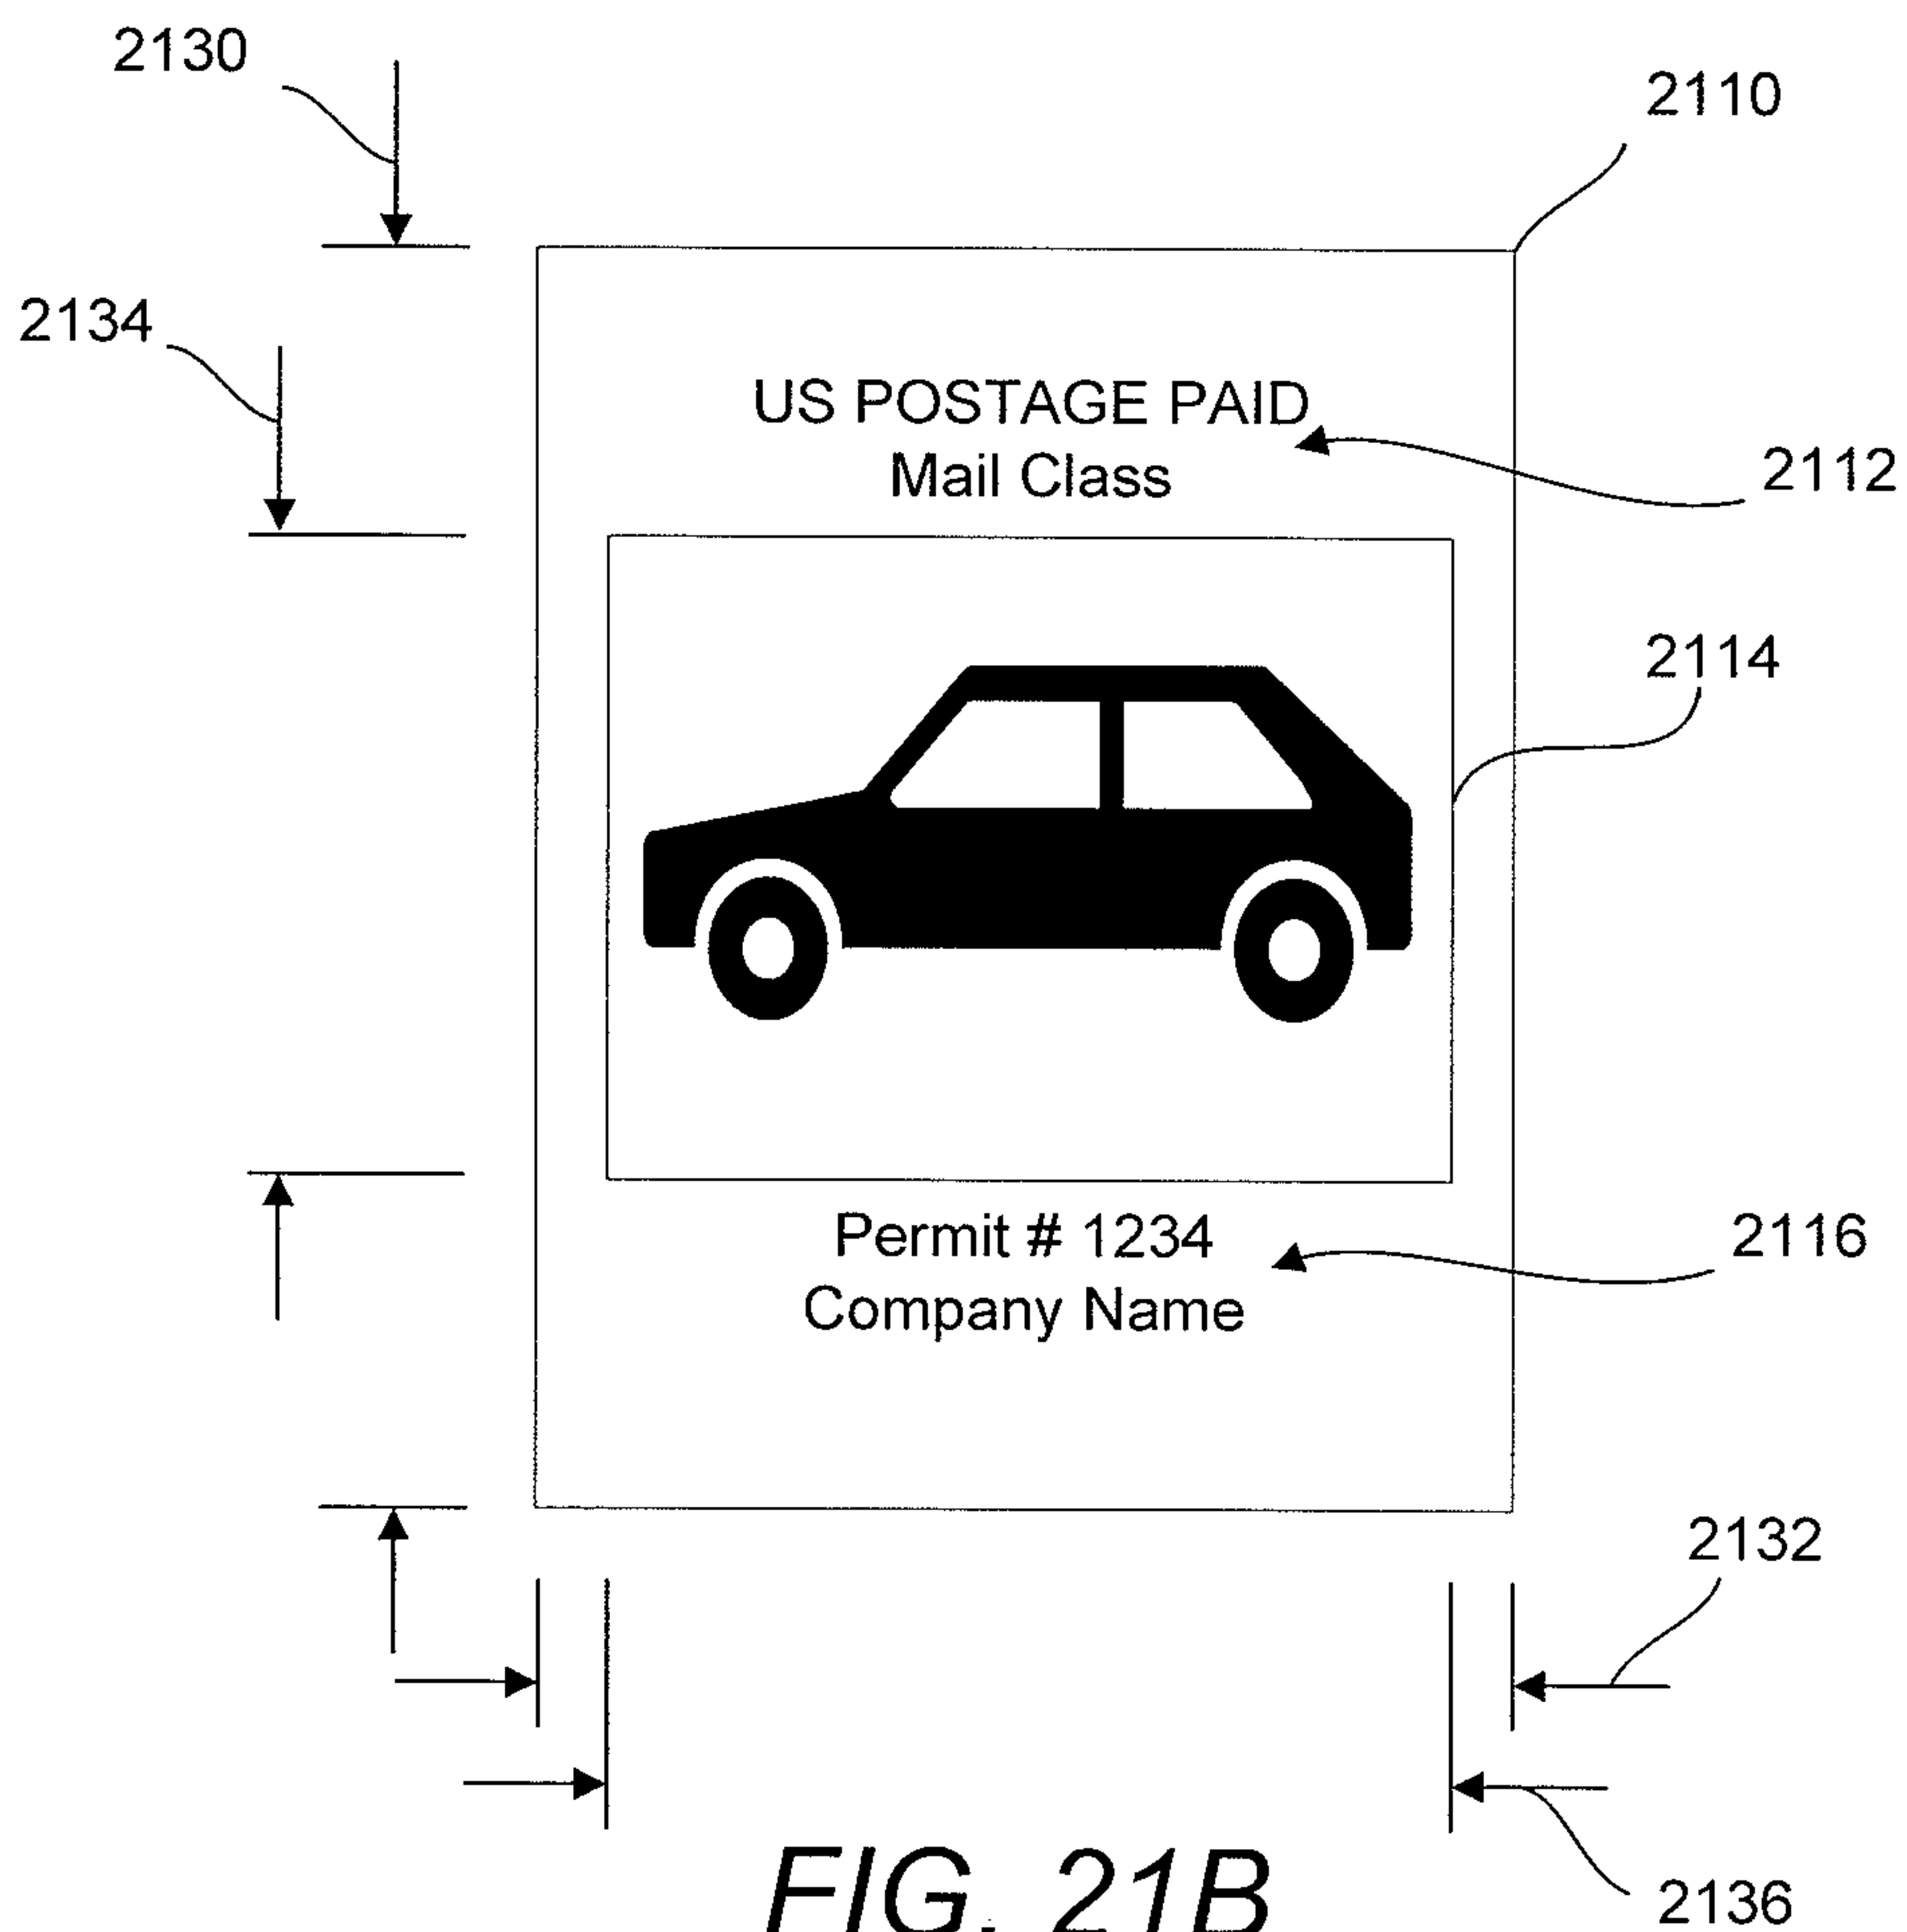 2130
2110
2134
US POSTAGE PAID
Mail Class
2112
2114
Permit # 1234
Company Name
2116
2132
2136
FIG. 21B